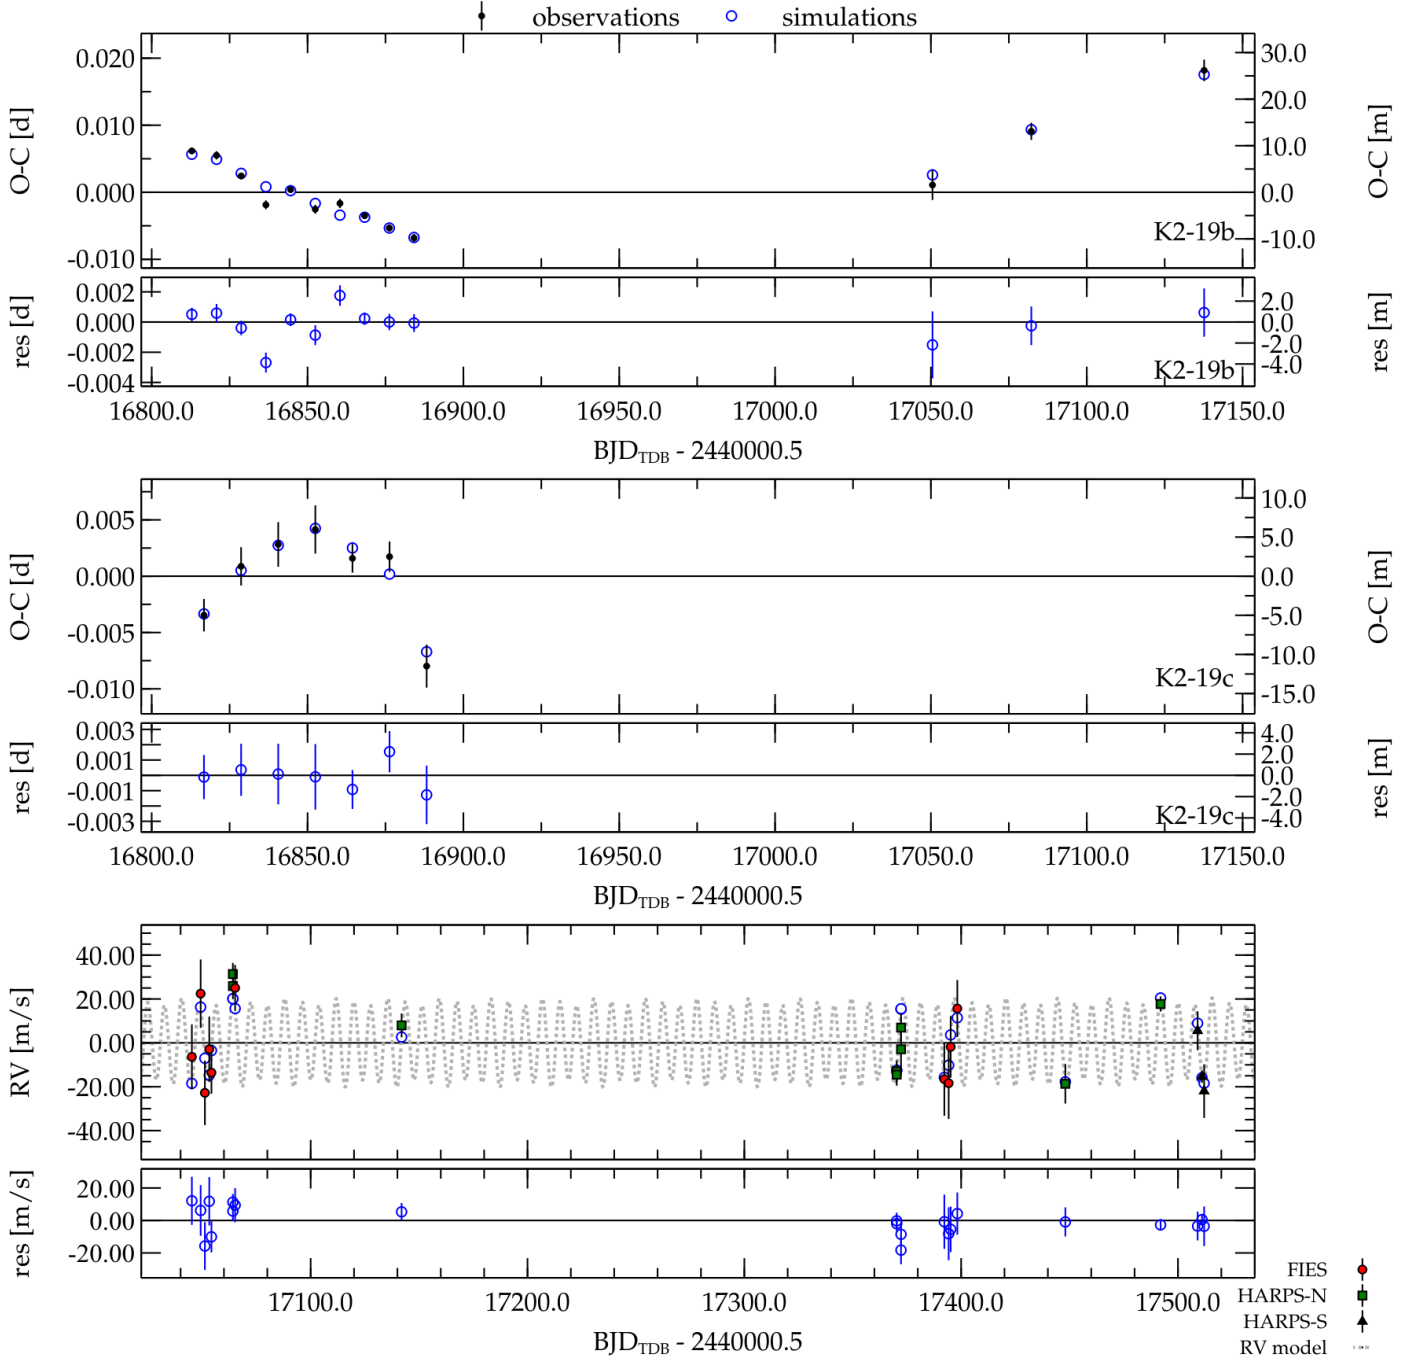 observations simulations
0.020 30.0
20.0
0.010 10.0
0.000 0.0
-0.010 -10.0
O-C [d] O-C [m]
K2-19b
0.002 2.0
0.000 0.0
-0.002 -2.0
-0.004 -4.0
res [d] res [m]
K2-19b
16800.0 16850.0 16900.0 16950.0 17000.0 17050.0 17100.0 17150.0
BJDTDB - 2440000.5
10.0
0.005 5.0
0.000 0.0
-0.005 -5.0
-10.0
-0.010 -15.0
O-C [d] O-C [m]
K2-19c
0.003 4.0
0.001 2.0
0.0
-0.001 -2.0
-0.003 -4.0
res [d] res [m]
K2-19c
16800.0 16850.0 16900.0 16950.0 17000.0 17050.0 17100.0 17150.0
BJDTDB - 2440000.5
40.00
20.00
0.00
-20.00
-40.00
RV [m/s]
20.00
0.00
-20.00
res [m/s]
17100.0 17200.0 17300.0 17400.0 17500.0
BJDTDB - 2440000.5
FIES
HARPS-N
HARPS-S
RV model